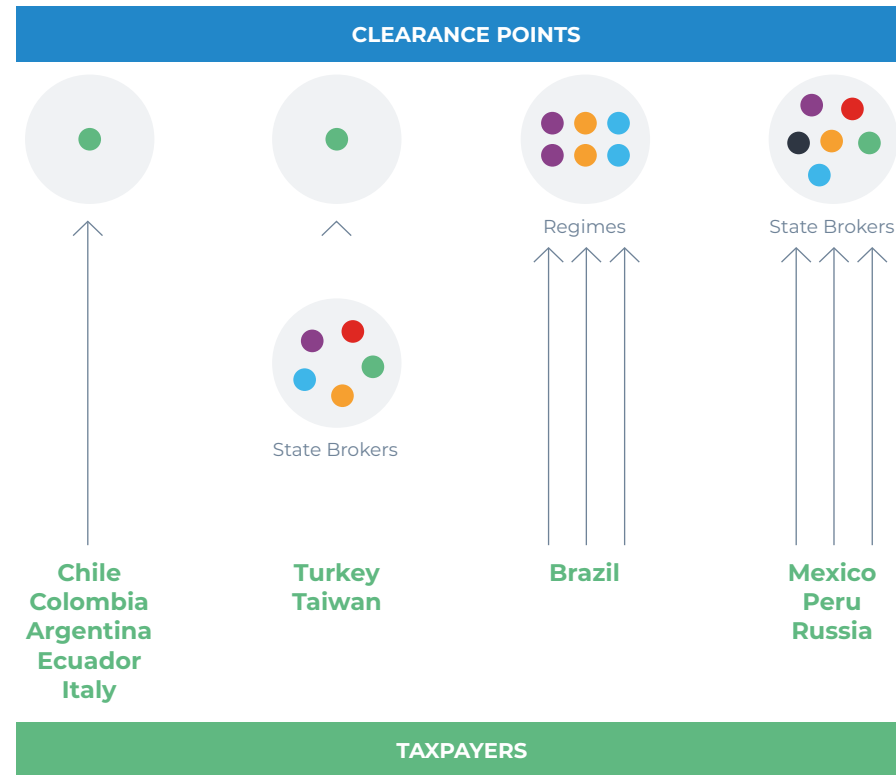 CLEARANCE POINTS
Regimes
State Brokers
State Brokers
Chile
Colombia
Argentina
Ecuador
Italy
Turkey
Taiwan
Brazil
Mexico
Peru
Russia
TAXPAYERS